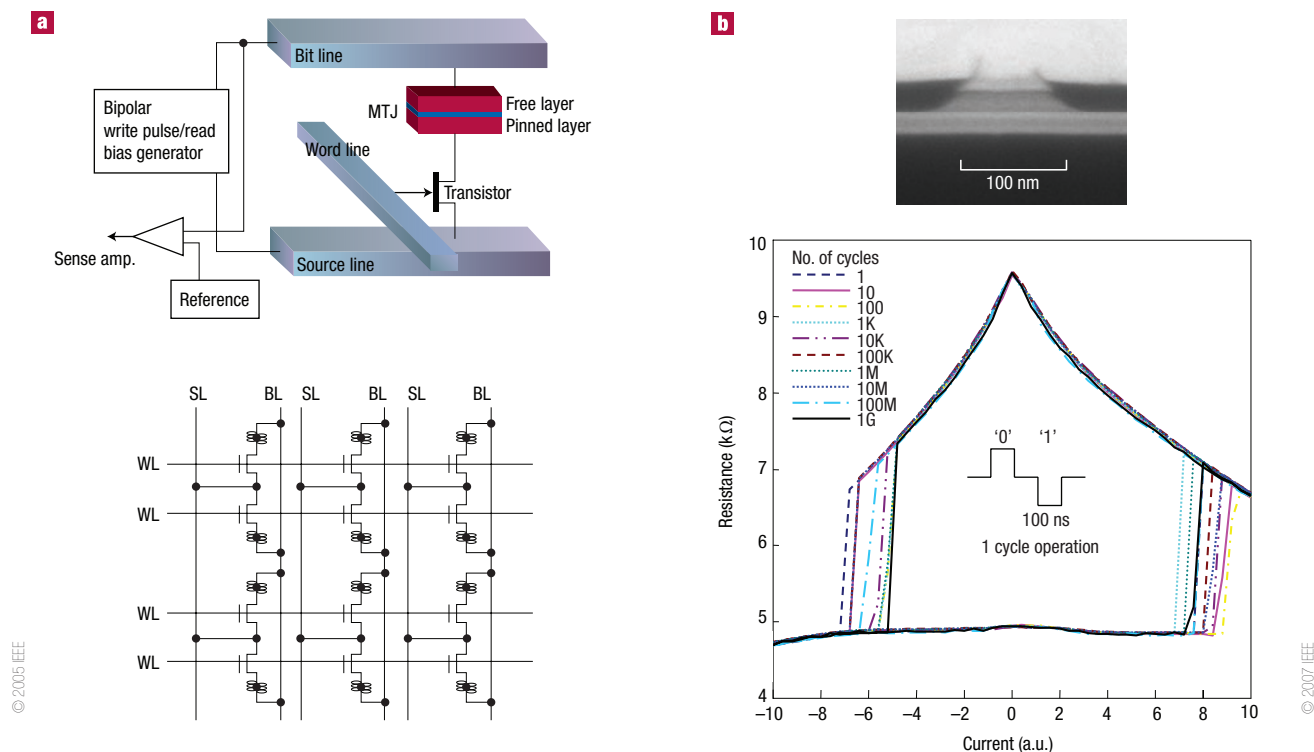 a
Bit line
Bipolar
write pulse/read
bias generator
MTJ
Free layer
Pinned layer
Word line
Transistor
Sense amp.
Source line
Reference
SL BL SL BL SL BL
WL
WL
WL
WL
© 2005 IEEE
b
100 nm
10
9
8
7
6
5
4
Resistance (kΩ)
No. of cycles
1
10
100
1K
10K
100K
1M
10M
100M
1G
‘0’ ‘1’
100 ns
1 cycle operation
–10 –8 –6 –4 –2 0 2 4 6 8 10
Current (a.u.)
© 2007 IEEE